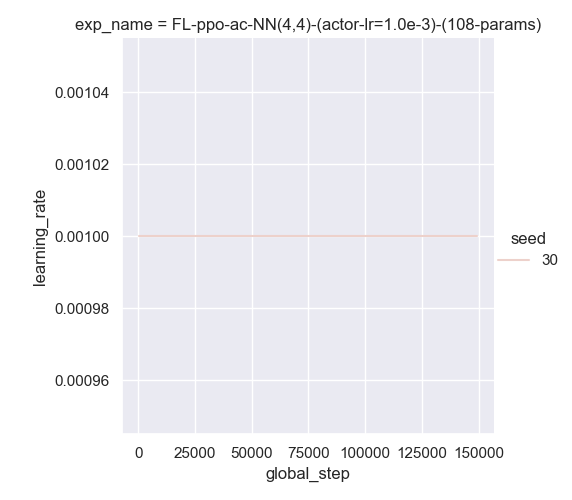 exp_name = FL-ppo-ac-NN(4,4)-(actor-lr=1.0e-3)-(108-params)
0.00104
0.00102
0.00100
0.00098
0.00096
learning_rate
seed
30
0 25000 50000 75000 100000 125000 150000
global_step